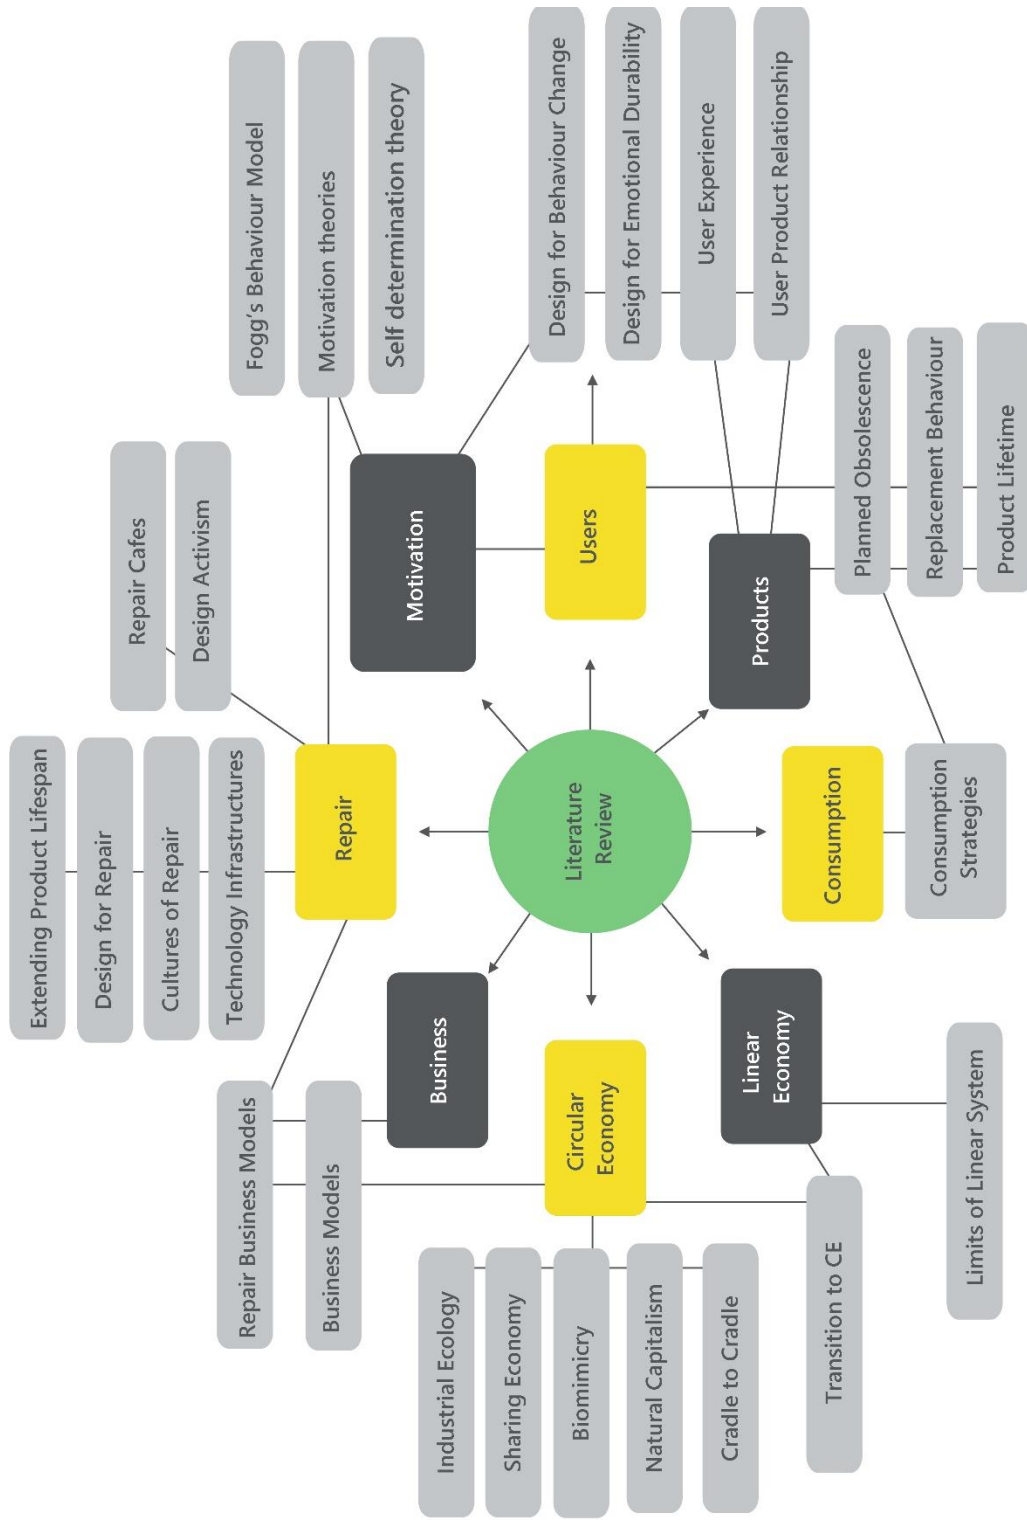 Extending Product Lifespan
Design for Repair
Cultures of Repair
Technology Infrastructures
Repair Cafes
Design Activism
Repair Business Models
Business Models
Repair
Fogg's Behaviour Model
Motivation theories
Self determination theory
Business
Motivation
Industrial Ecology
Sharing Economy
Biomimicry
Natural Capitalism
Cradle to Cradle
Circular
Economy
Literature
Review
Users
Design for Behaviour Change
Design for Emotional Durability
User Experience
User Product Relationship
Linear
Economy
Products
Transition to CE
Consumption
Planned Obsolescence
Replacement Behaviour
Product Lifetime
Limits of Linear System
Consumption
Strategies